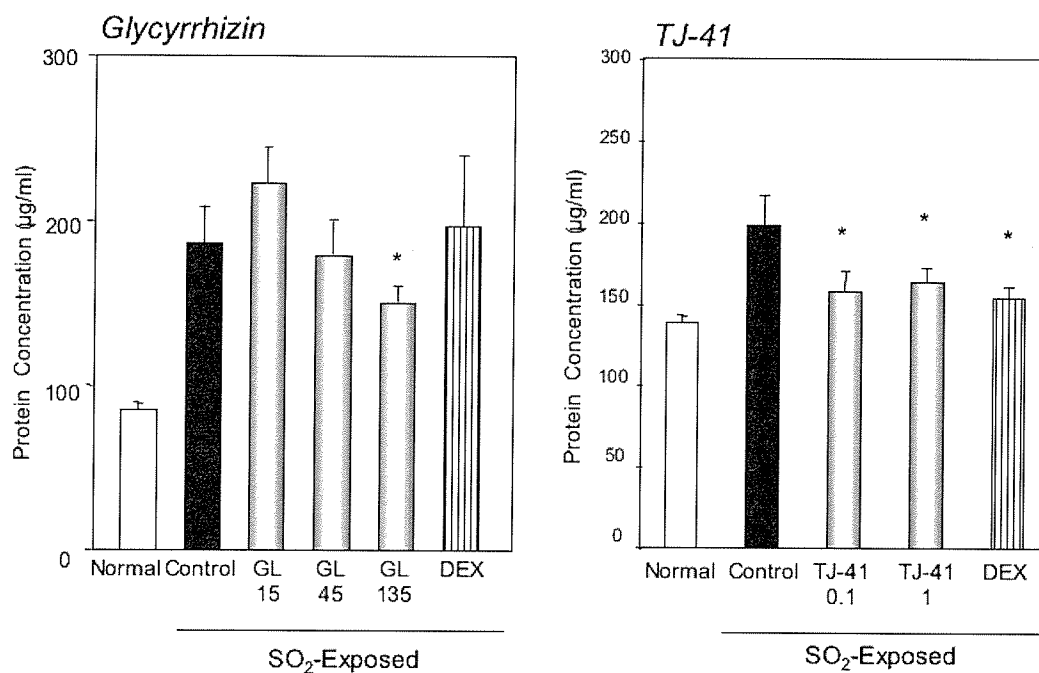 Glycyrrhizin
300
200
100
0
Protein Concentration (µg/ml)
*
Normal Control GL GL GL DEX
15 45 135
SO₂-Exposed
TJ-41
300
250
200
150
100
50
0
Protein Concentration (µg/ml)
* * *
Normal Control TJ-41 TJ-41 DEX
0.1 1
SO₂-Exposed